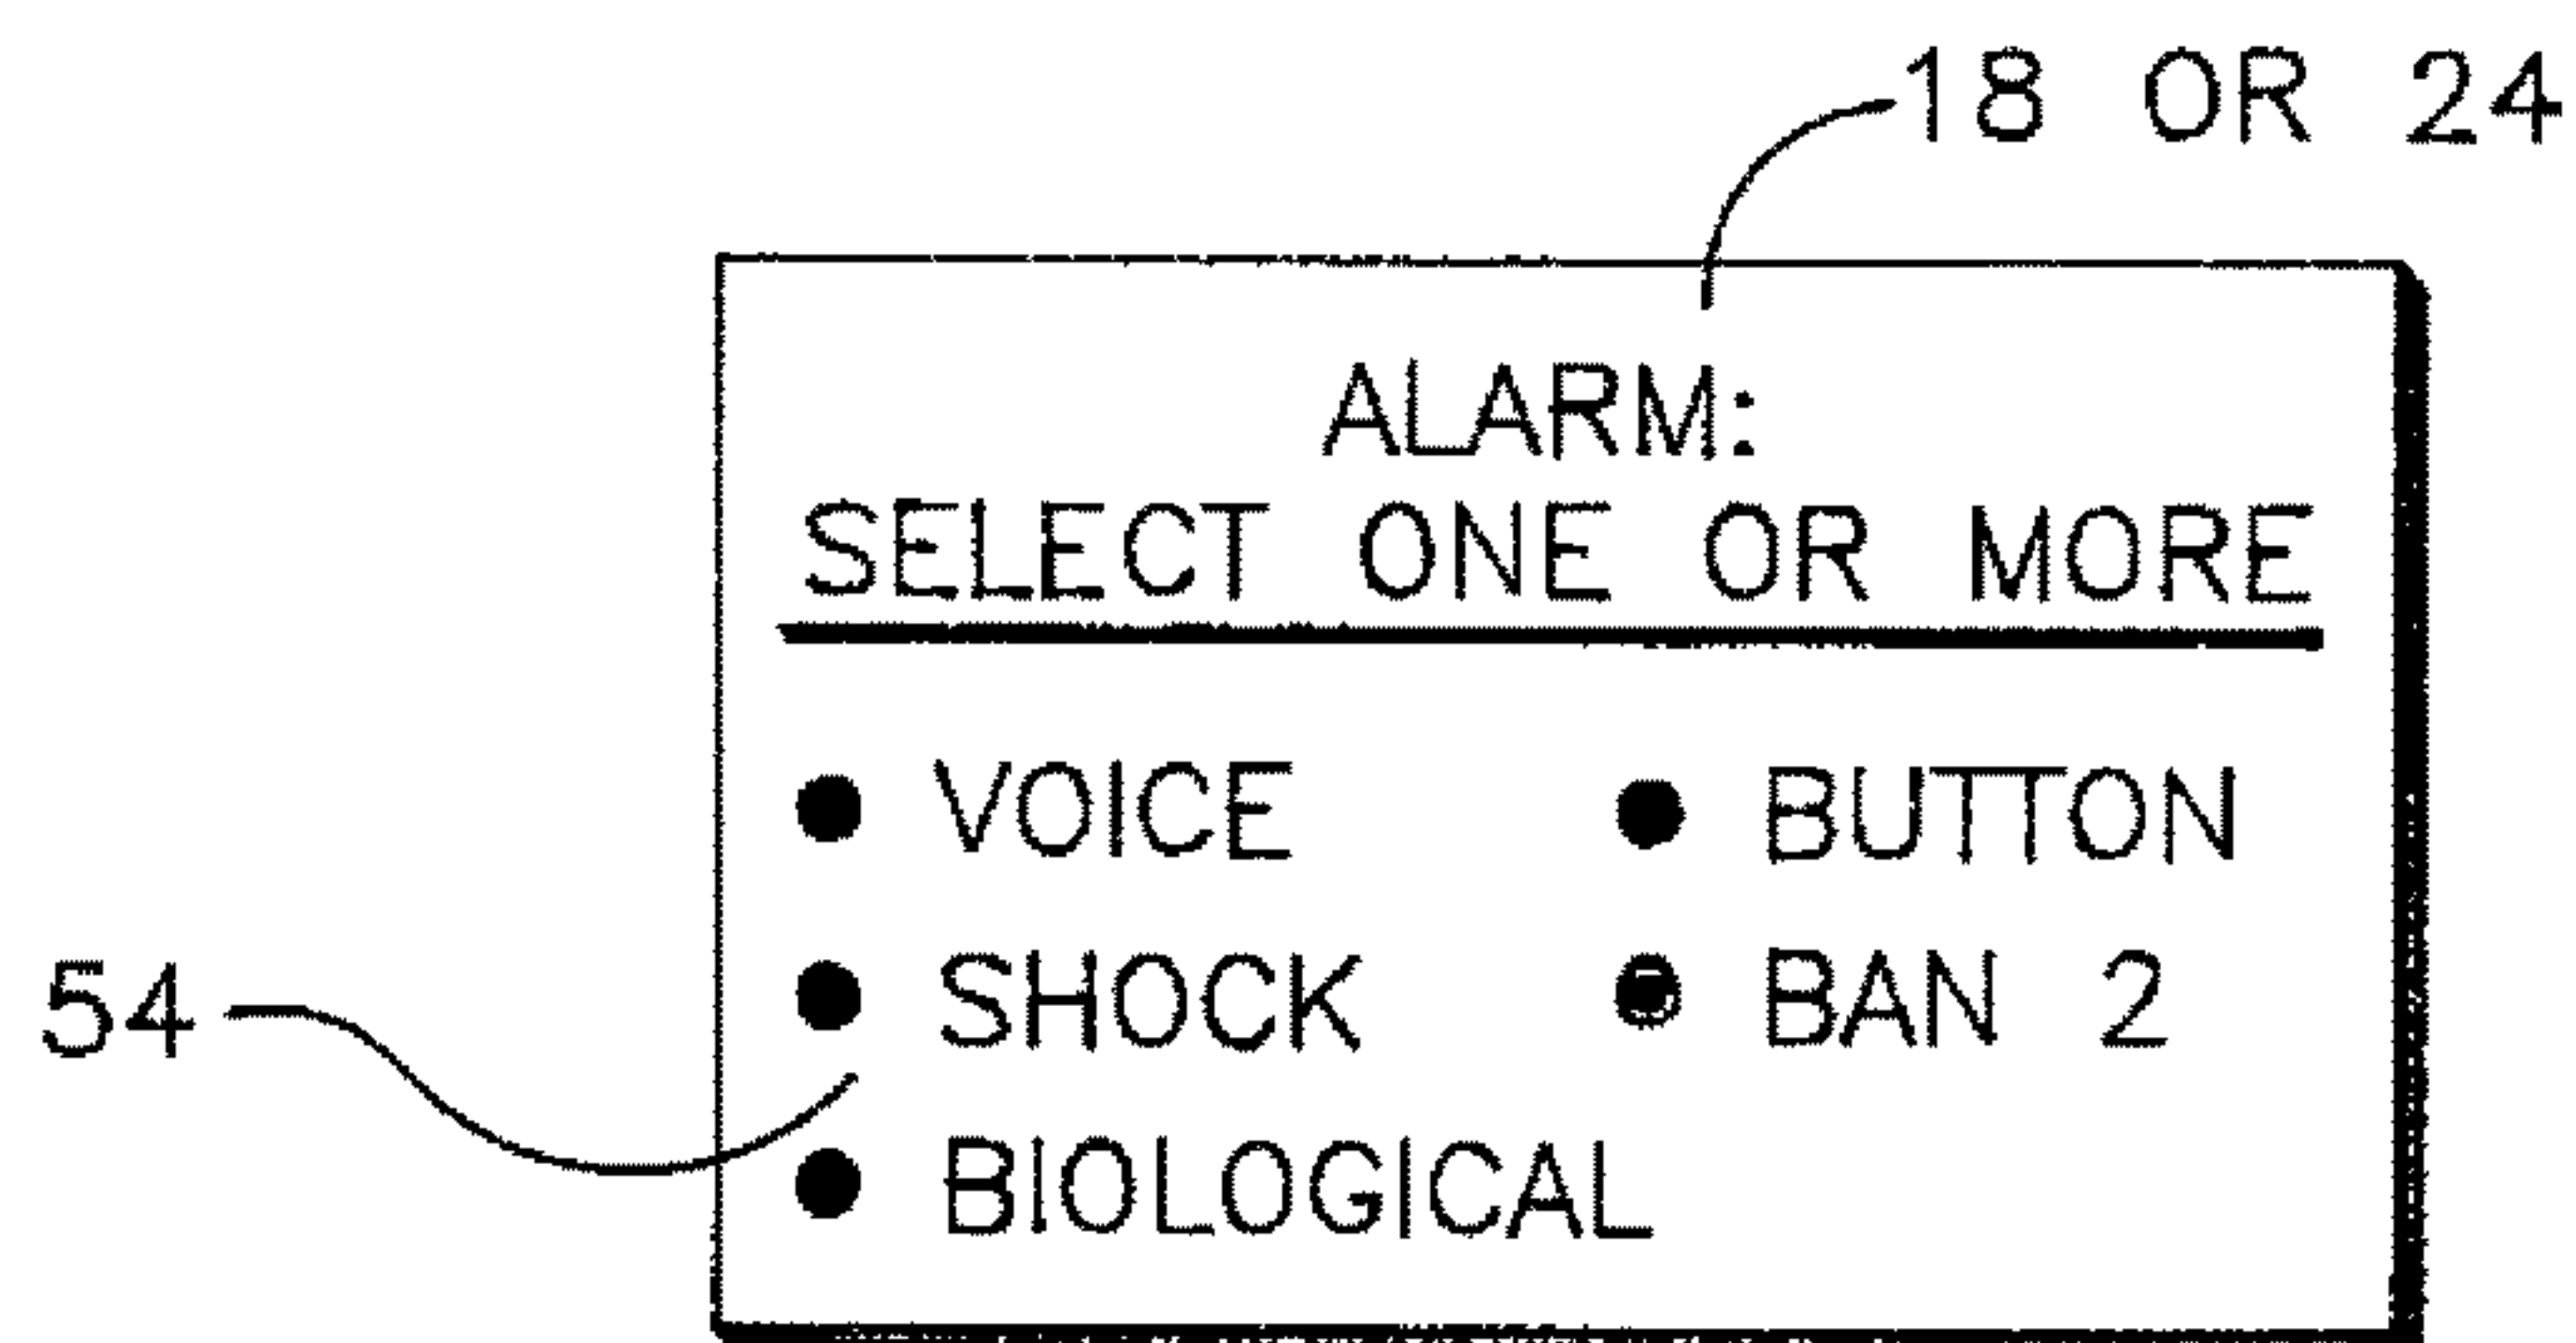 18 OR 24
ALARM:
SELECT ONE OR MORE
● VOICE ● BUTTON
54 ● SHOCK ● BAN 2
● BIOLOGICAL